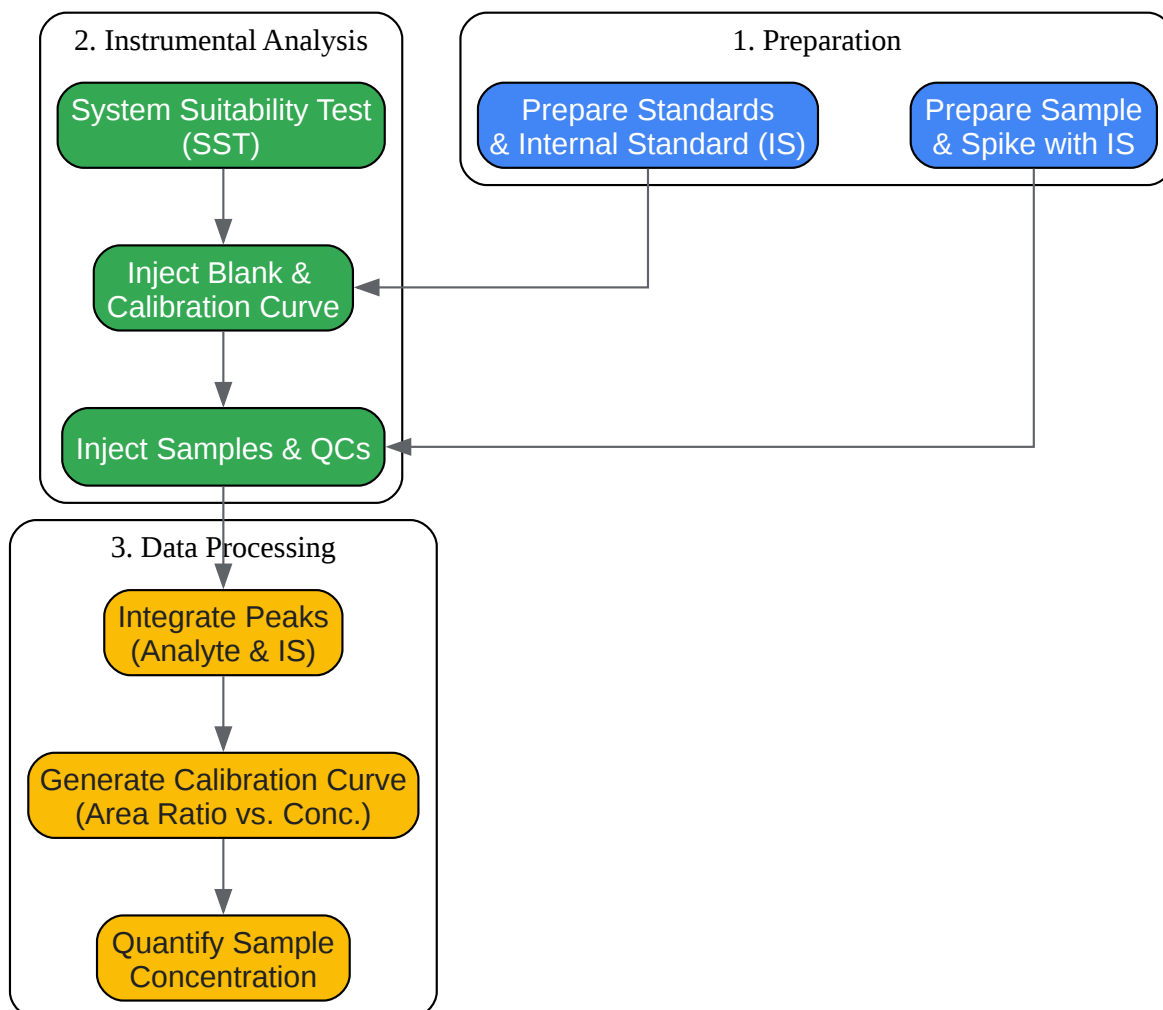 2. Instrumental Analysis
System Suitability Test
(SST)
Inject Blank &
Calibration Curve
Inject Samples & QCs
1. Preparation
Prepare Standards
& Internal Standard (IS)
Prepare Sample
& Spike with IS
3. Data Processing
Integrate Peaks
(Analyte & IS)
Generate Calibration Curve
(Area Ratio vs. Conc.)
Quantify Sample
Concentration